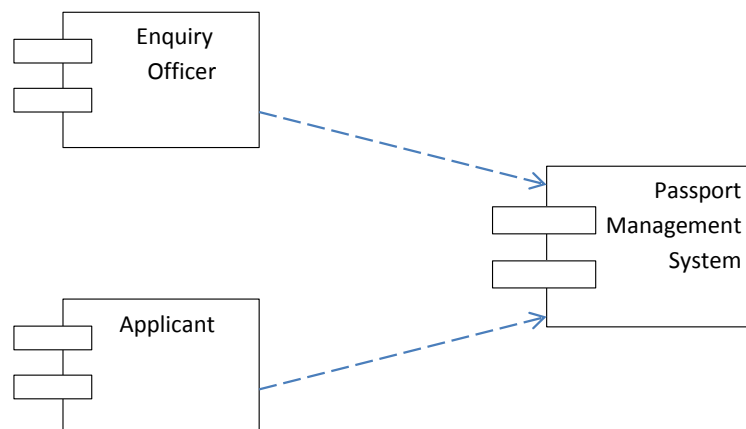 Enquiry
Officer
Passport
Management
System
Applicant